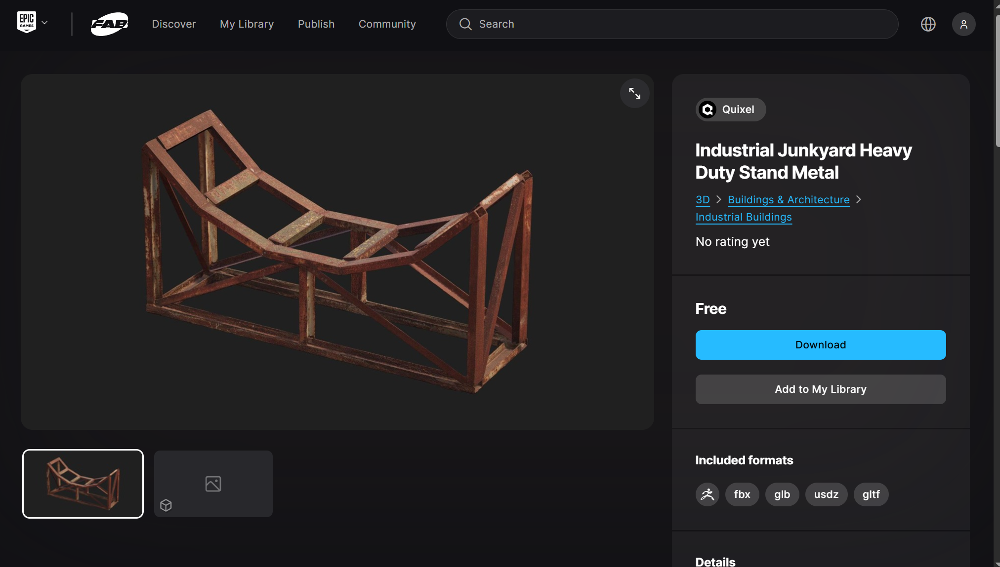 EPIC
GAMES
FAB
Discover
My Library
Publish
Community
Search
Quixel
Industrial Junkyard Heavy
Duty Stand Metal
3D
Buildings & Architecture
Industrial Buildings
No rating yet
Free
Download
Add to My Library
Included formats
fbx
glb
usdz
gltf
Details